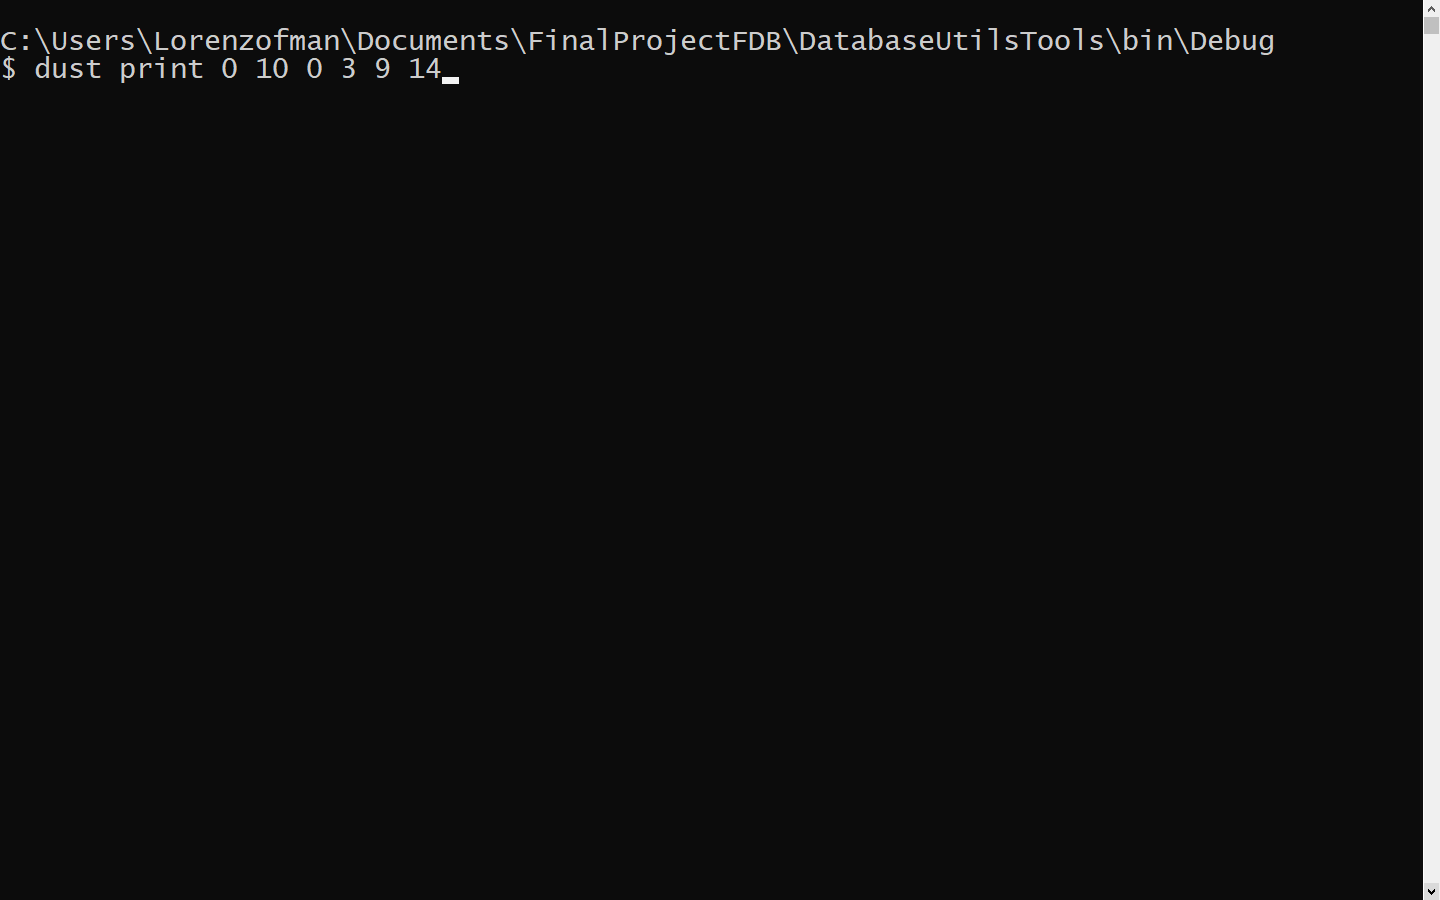 C:\Users\Lorenzofman\Documents\FinalProjectFDB\DatabaseUtilsTools\bin\Debug
$ dust print 0 10 0 3 9 14